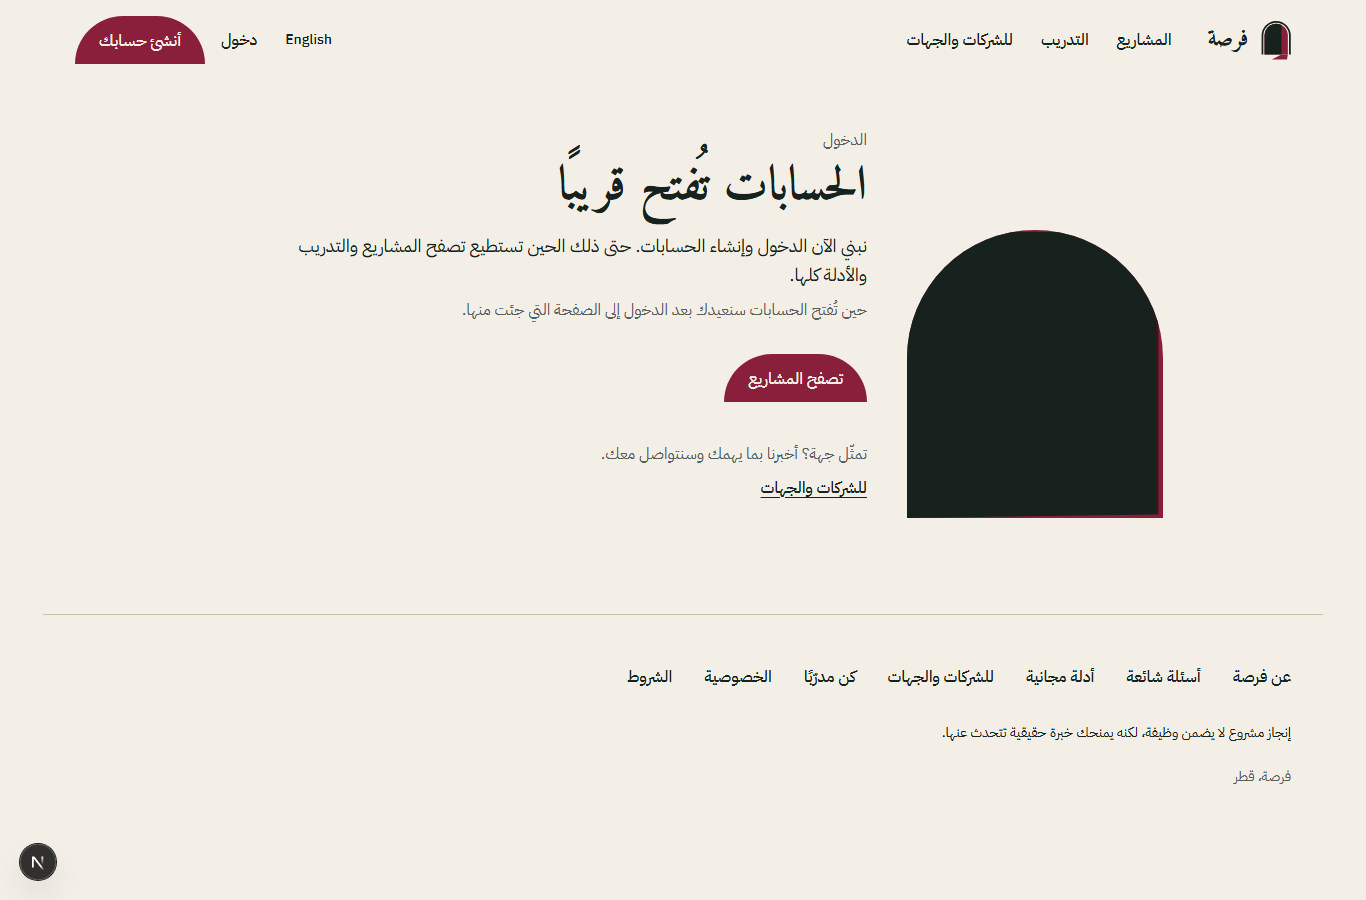 فرصة
المشاريع
التدريب
للشركات والجهات
English
دخول
أنشئ حسابك
الدخول
الحسابات تُفتح قريبًا
نبني الآن الدخول وإنشاء الحسابات. حتى ذلك الحين تستطيع تصفح المشاريع والتدريب
والأدلة كلها.
حين تُفتح الحسابات سنعيدك بعد الدخول إلى الصفحة التي جئت منها.
تصفح المشاريع
تمثّل جهة؟ أخبرنا بما يهمك وسنتواصل معك.
للشركات والجهات
عن فرصة
أسئلة شائعة
أدلة مجانية
للشركات والجهات
كن مدرّبًا
الخصوصية
الشروط
إنجاز مشروع لا يضمن وظيفة، لكنه يمنحك خبرة حقيقية تتحدث عنها.
فرصة، قطر
N